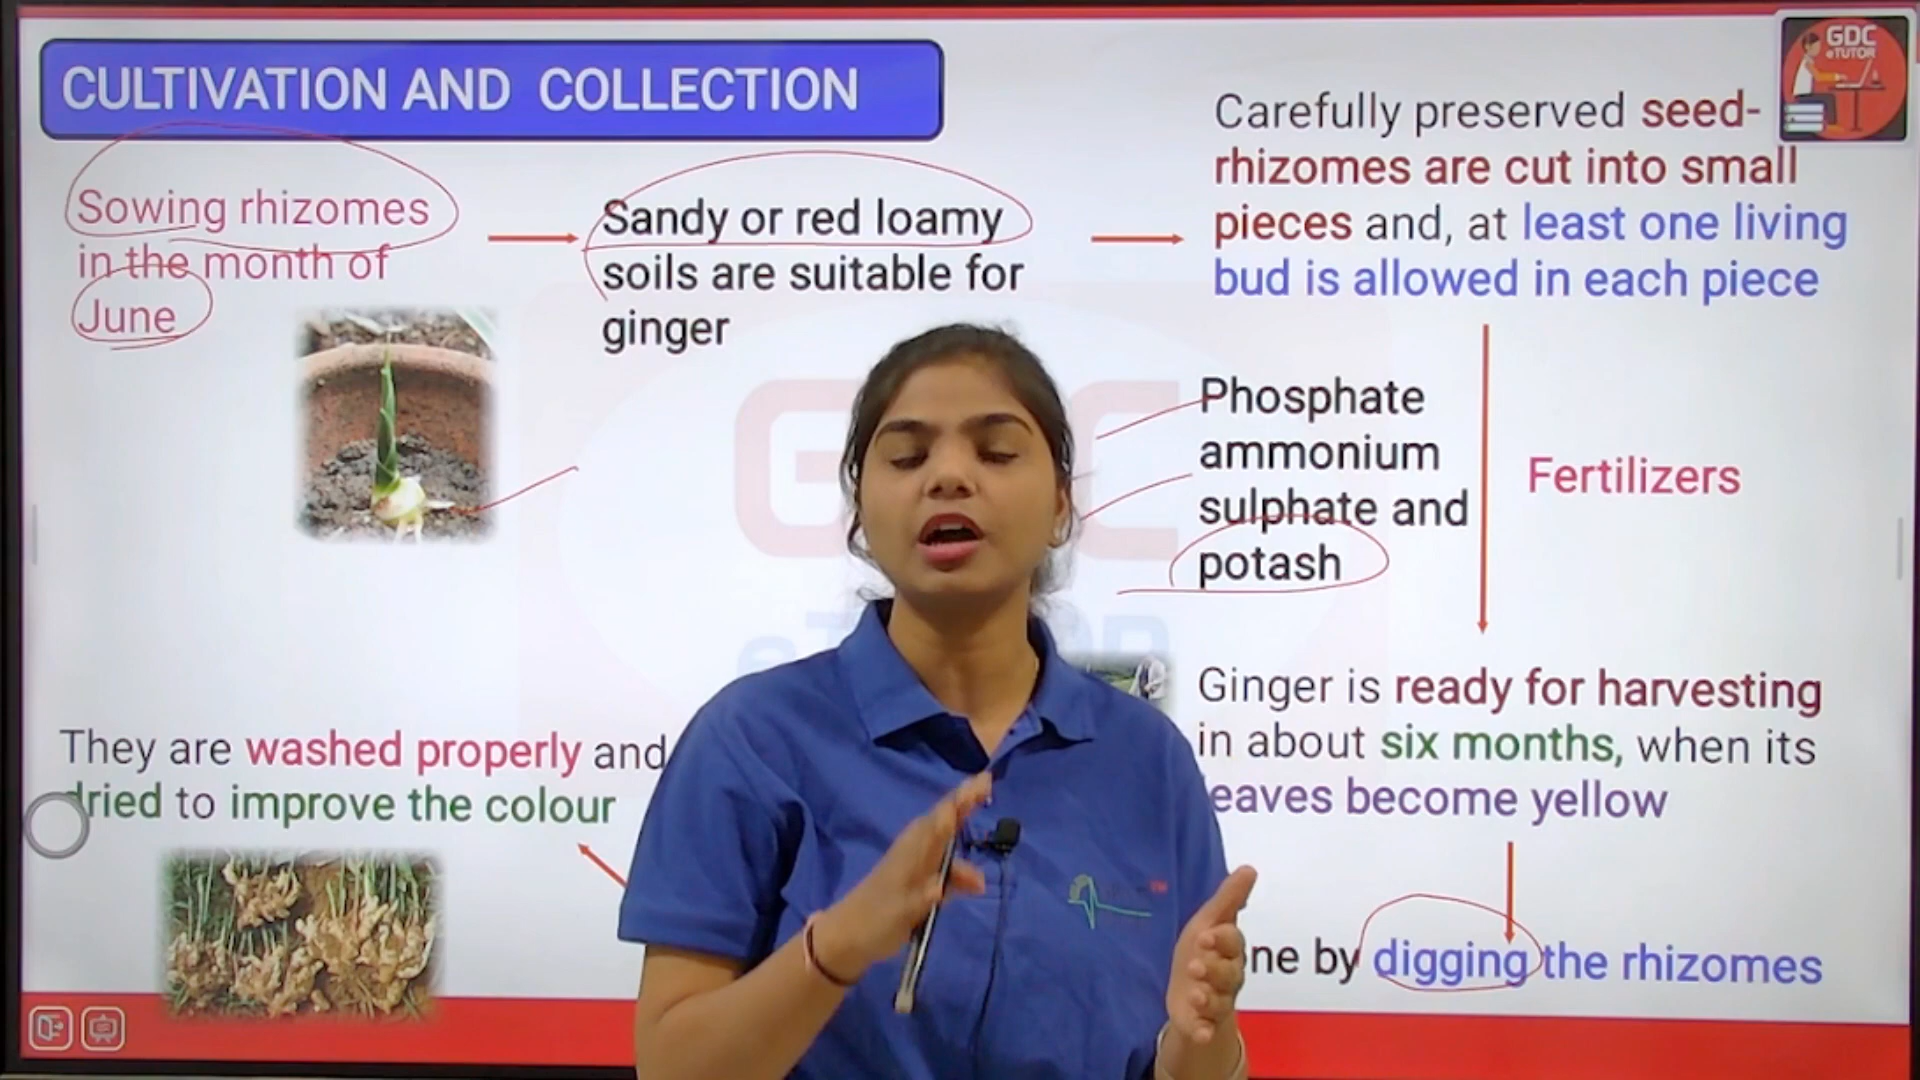 CULTIVATION AND COLLECTION
GDC
eTUTOR
Sowing rhizomes
in the month of
June
Sandy or red loamy
soils are suitable for
ginger
Carefully preserved seed-
rhizomes are cut into small
pieces and, at least one living
bud is allowed in each piece
Phosphate
ammonium
sulphate and
potash
Fertilizers
Ginger is ready for harvesting
in about six months, when its
leaves become yellow
by digging the rhizomes
They are washed properly and
dried to improve the colour